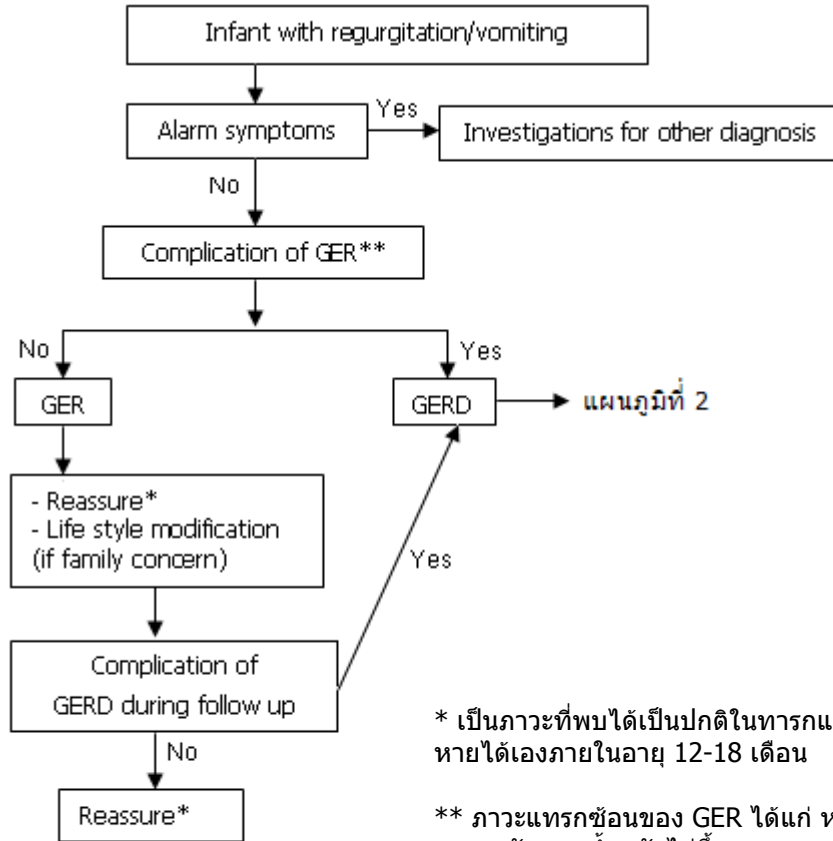 Infant with regurgitation/vomiting
Alarm symptoms
Yes
Investigations for other diagnosis
No
Complication of GER**
No
Yes
GER
GERD
แผนภูมิที่ 2
- Reassure*
- Life style modification
(if family concern)
Yes
Complication of
GERD during follow up
No
Reassure*
* เป็นภาวะที่พบได้เป็นปกติในทารกแ
หายได้เองภายในอายุ 12-18 เดือน
** ภาวะแทรกซ้อนของ GER ได้แก่ ห